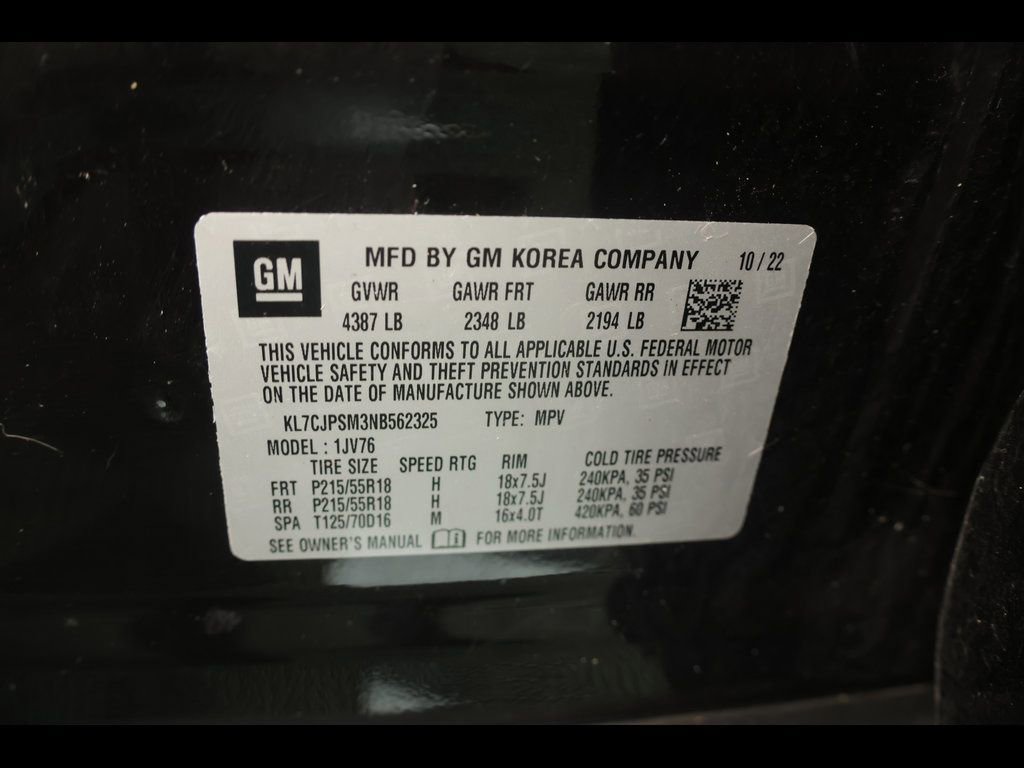 GM MFD BY GM KOREA COMPANY 10/22
GVWR GAWR FRT GAWR RR
4387 LB 2348 LB 2194 LB
THIS VEHICLE CONFORMS TO ALL APPLICABLE U.S. FEDERAL MOTOR
VEHICLE SAFETY AND THEFT PREVENTION STANDARDS IN EFFECT
ON THE DATE OF MANUFACTURE SHOWN ABOVE.
KL7CJPSM3NB562325 TYPE: MPV
MODEL : 1JV76
TIRE SIZE SPEED RTG RIM COLD TIRE PRESSURE
FRT P215/55R18 H 18x7.5J 240KPA, 35 PSI
RR P215/55R18 H 18x7.5J 240KPA, 35 PSI
SPA T125/70D16 M 16x4.0T 420KPA, 60 PSI
SEE OWNER'S MANUAL FOR MORE INFORMATION.